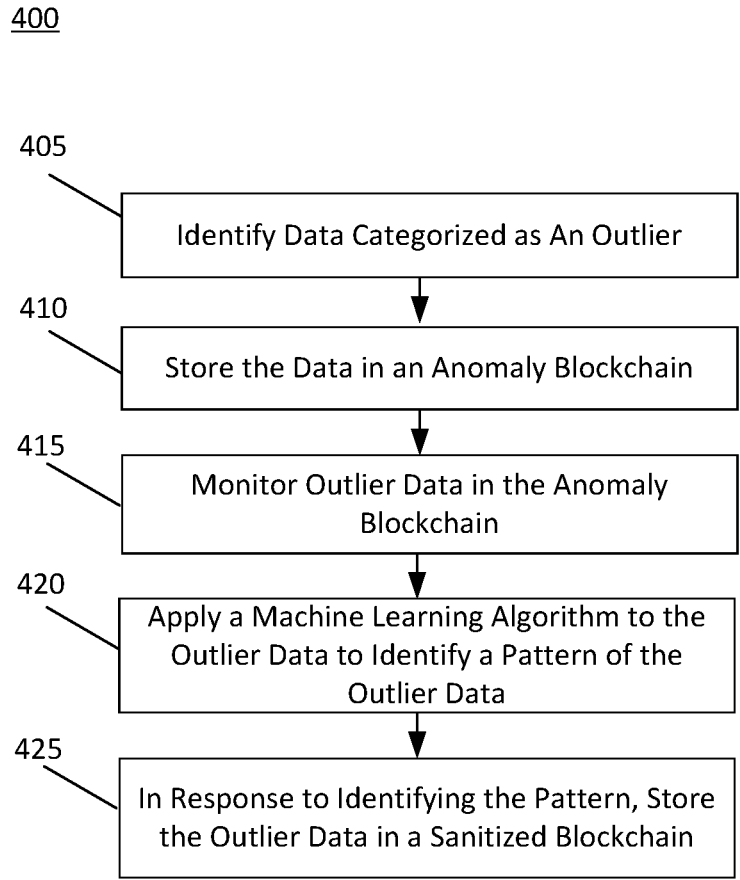 400
405
Identify Data Categorized as An Outlier
410
Store the Data in an Anomaly Blockchain
415
Monitor Outlier Data in the Anomaly
Blockchain
420
Apply a Machine Learning Algorithm to the
Outlier Data to Identify a Pattern of the
Outlier Data
425
In Response to Identifying the Pattern, Store
the Outlier Data in a Sanitized Blockchain